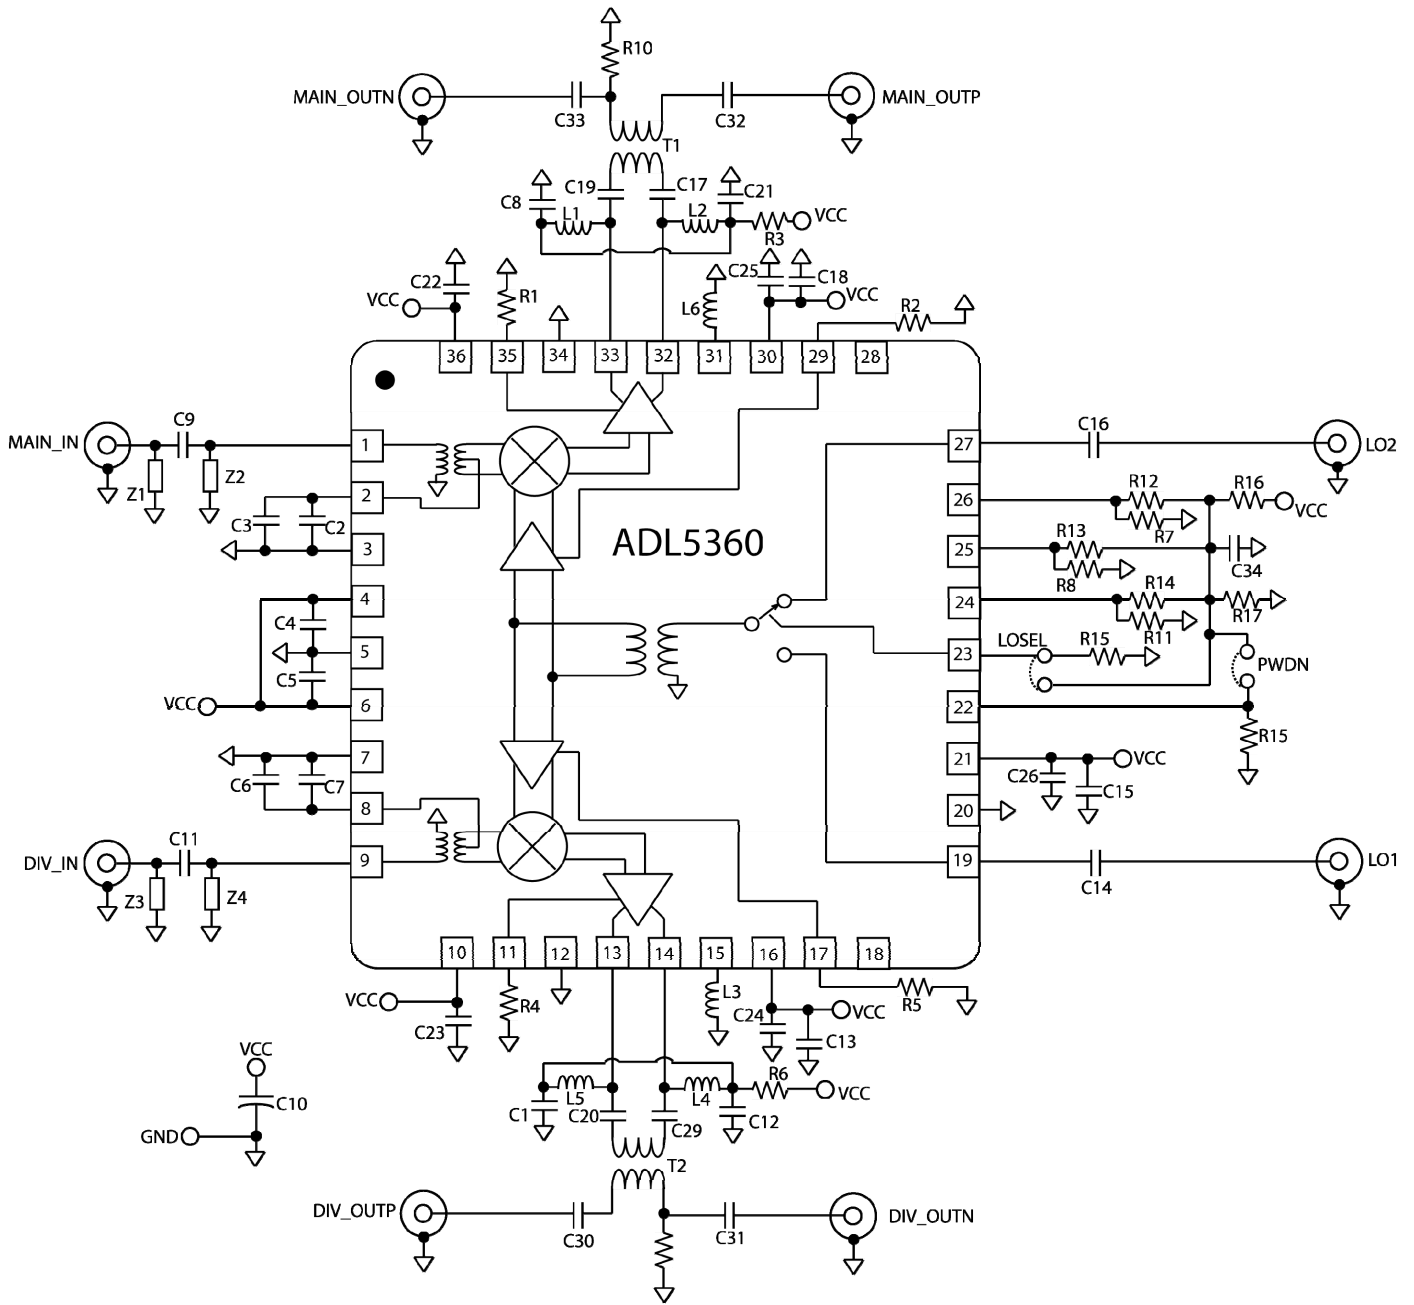 R10
MAIN_OUTN
MAIN_OUTP
C33
C32
T1
C8
C19
C17
C21
L1
L2
VCC
R3
C22
R1
L6
C25
C18
VCC
VCC
R2
36
35
34
33
32
31
30
29
28
C9
MAIN_IN
1
Z1
Z2
2
C3
C2
3
4
C4
5
C5
VCC
6
7
C6
C7
8
C11
DIV_IN
9
Z3
Z4
ADL5360
27
C16
LO2
26
R12
R16
VCC
R7
25
R13
C34
R8
24
R14
R17
R11
23
LOSEL
R15
PWDN
22
R15
21
VCC
C26
C15
20
19
C14
LO1
10
11
12
13
14
15
16
17
18
VCC
C23
R4
L3
C24
VCC
C13
R5
R6
VCC
L5
L4
C1
C20
C29
C12
VCC
C10
GND
T2
DIV_OUTP
DIV_OUTN
C30
C31